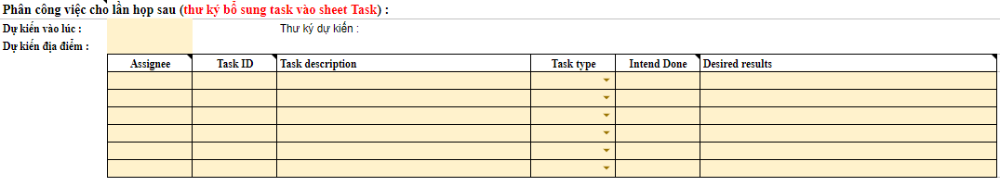 Phân công việc cho lần họp sau (thư ký bổ sung task vào sheet Task) :
Dự kiến vào lúc : Thư ký dự kiến :
Dự kiến địa điểm :
Assignee Task ID Task description Task type Intend Done Desired results